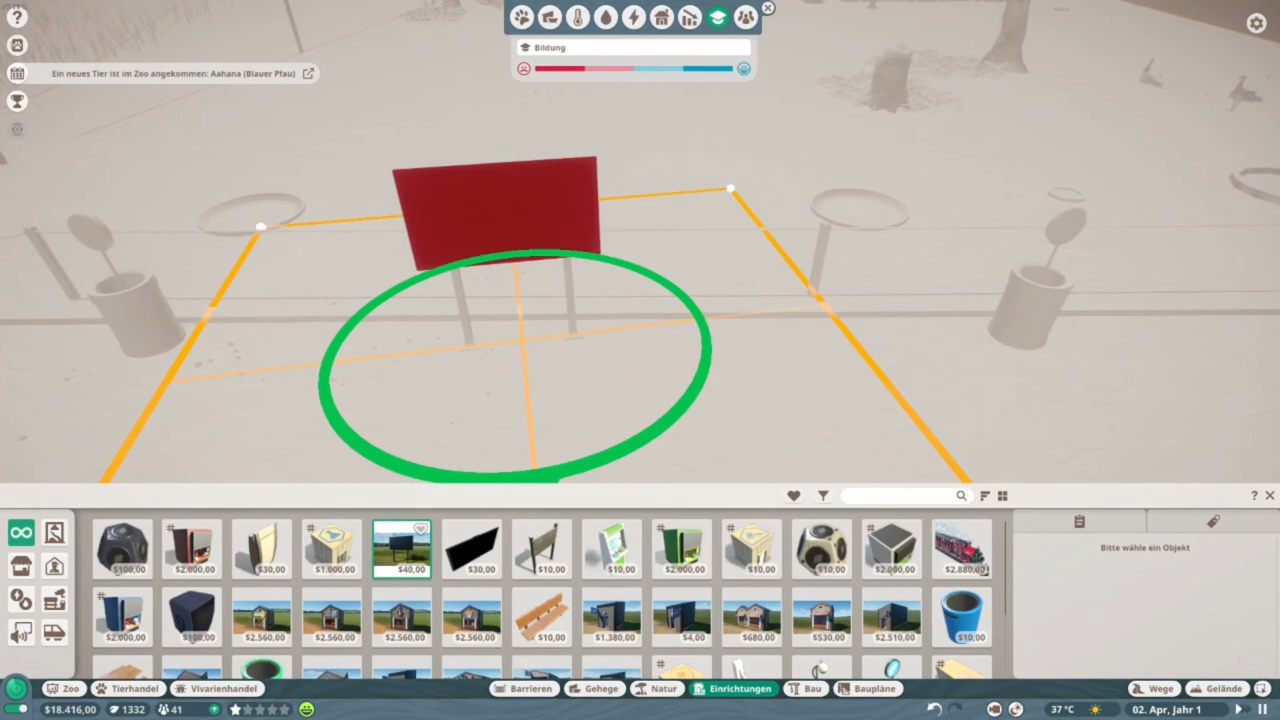 Bildung
Ein neues Tier ist im Zoo angekommen: Aahana (Blauer Pfau)
$100,00
$2.000,00
$30,00
$1.000,00
$40,00
$30,00
$10,00
$10,00
$2.000,00
$10,00
$10,00
$2.000,00
$2.880,00
Bitte wähle ein Objekt
$2.000,00
$100,00
$2.560,00
$2.560,00
$2.560,00
$2.560,00
$10,00
$1.380,00
$4,00
$680,00
$530,00
$2.510,00
$10,00
Zoo
Tierhandel
Vivarienhandel
Barrieren
Gehege
Natur
Einrichtungen
Bau
Baupläne
Wege
Gelände
$18.416,00
1332
41
37 °C
02. Apr, Jahr 1